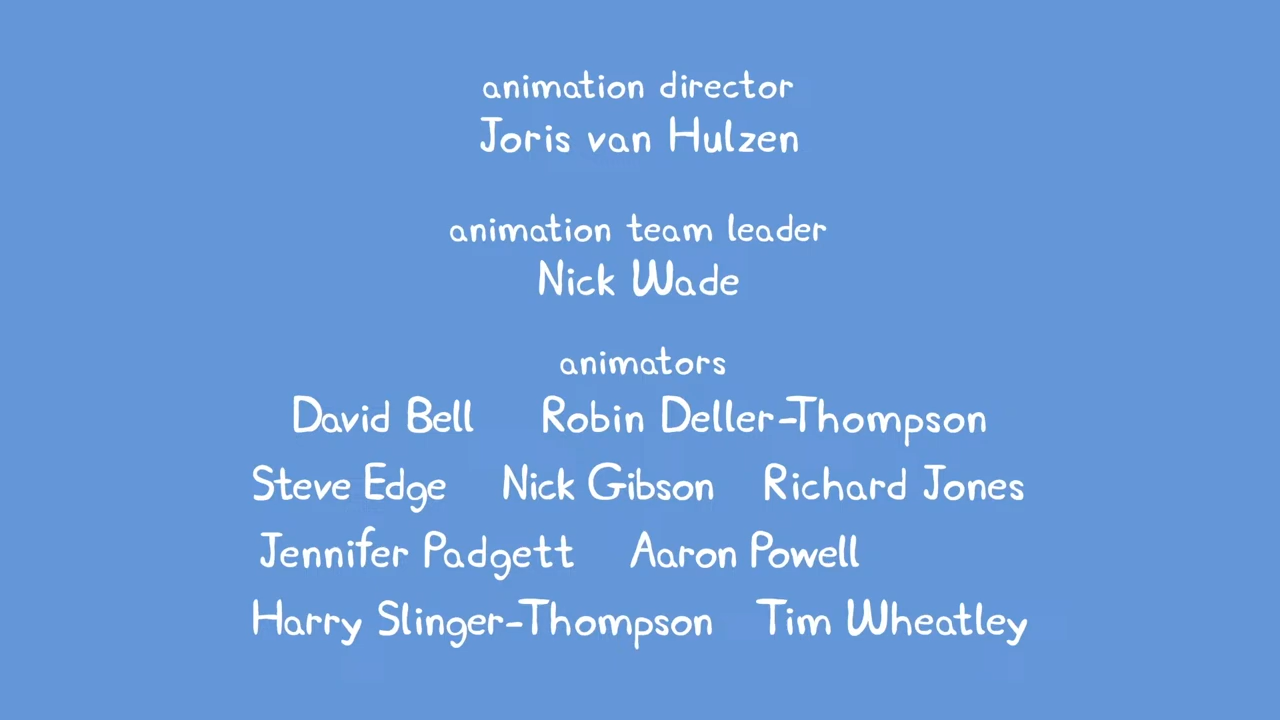 animation director
Joris van Hulzen
animation team leader
Nick Wade
animators
David Bell Robin Deller-Thompson
Steve Edge Nick Gibson Richard Jones
Jennifer Padgett Aaron Powell
Harry Slinger-Thompson Tim Wheatley